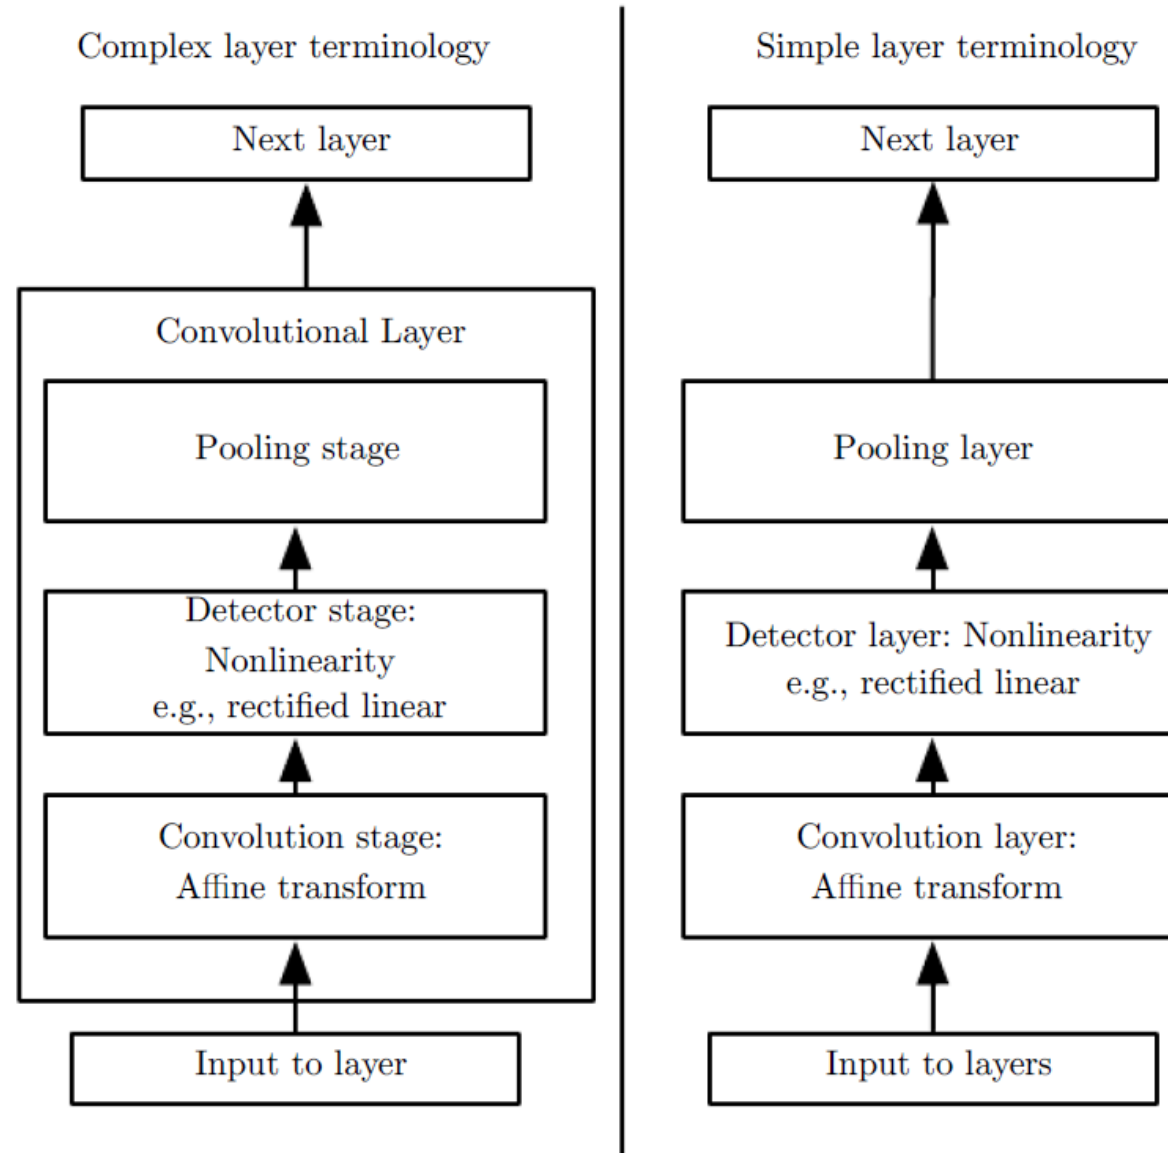 Complex layer terminology
Next layer
Convolutional Layer
Pooling stage
Detector stage:
Nonlinearity
e.g., rectified linear
Convolution stage:
Affine transform
Input to layer
Simple layer terminology
Next layer
Pooling layer
Detector layer: Nonlinearity
e.g., rectified linear
Convolution layer:
Affine transform
Input to layers